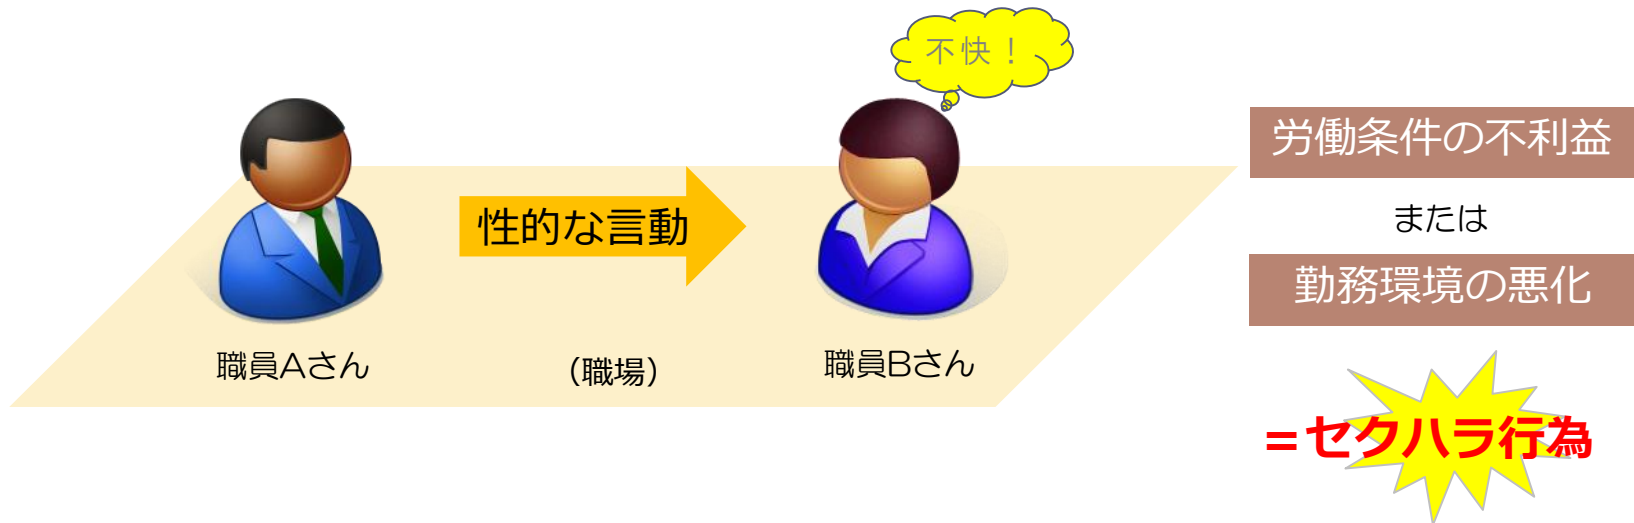 不快！
性的な言動
職員Aさん
（職場）
職員Bさん
労働条件の不利益
または
勤務環境の悪化
＝セクハラ行為